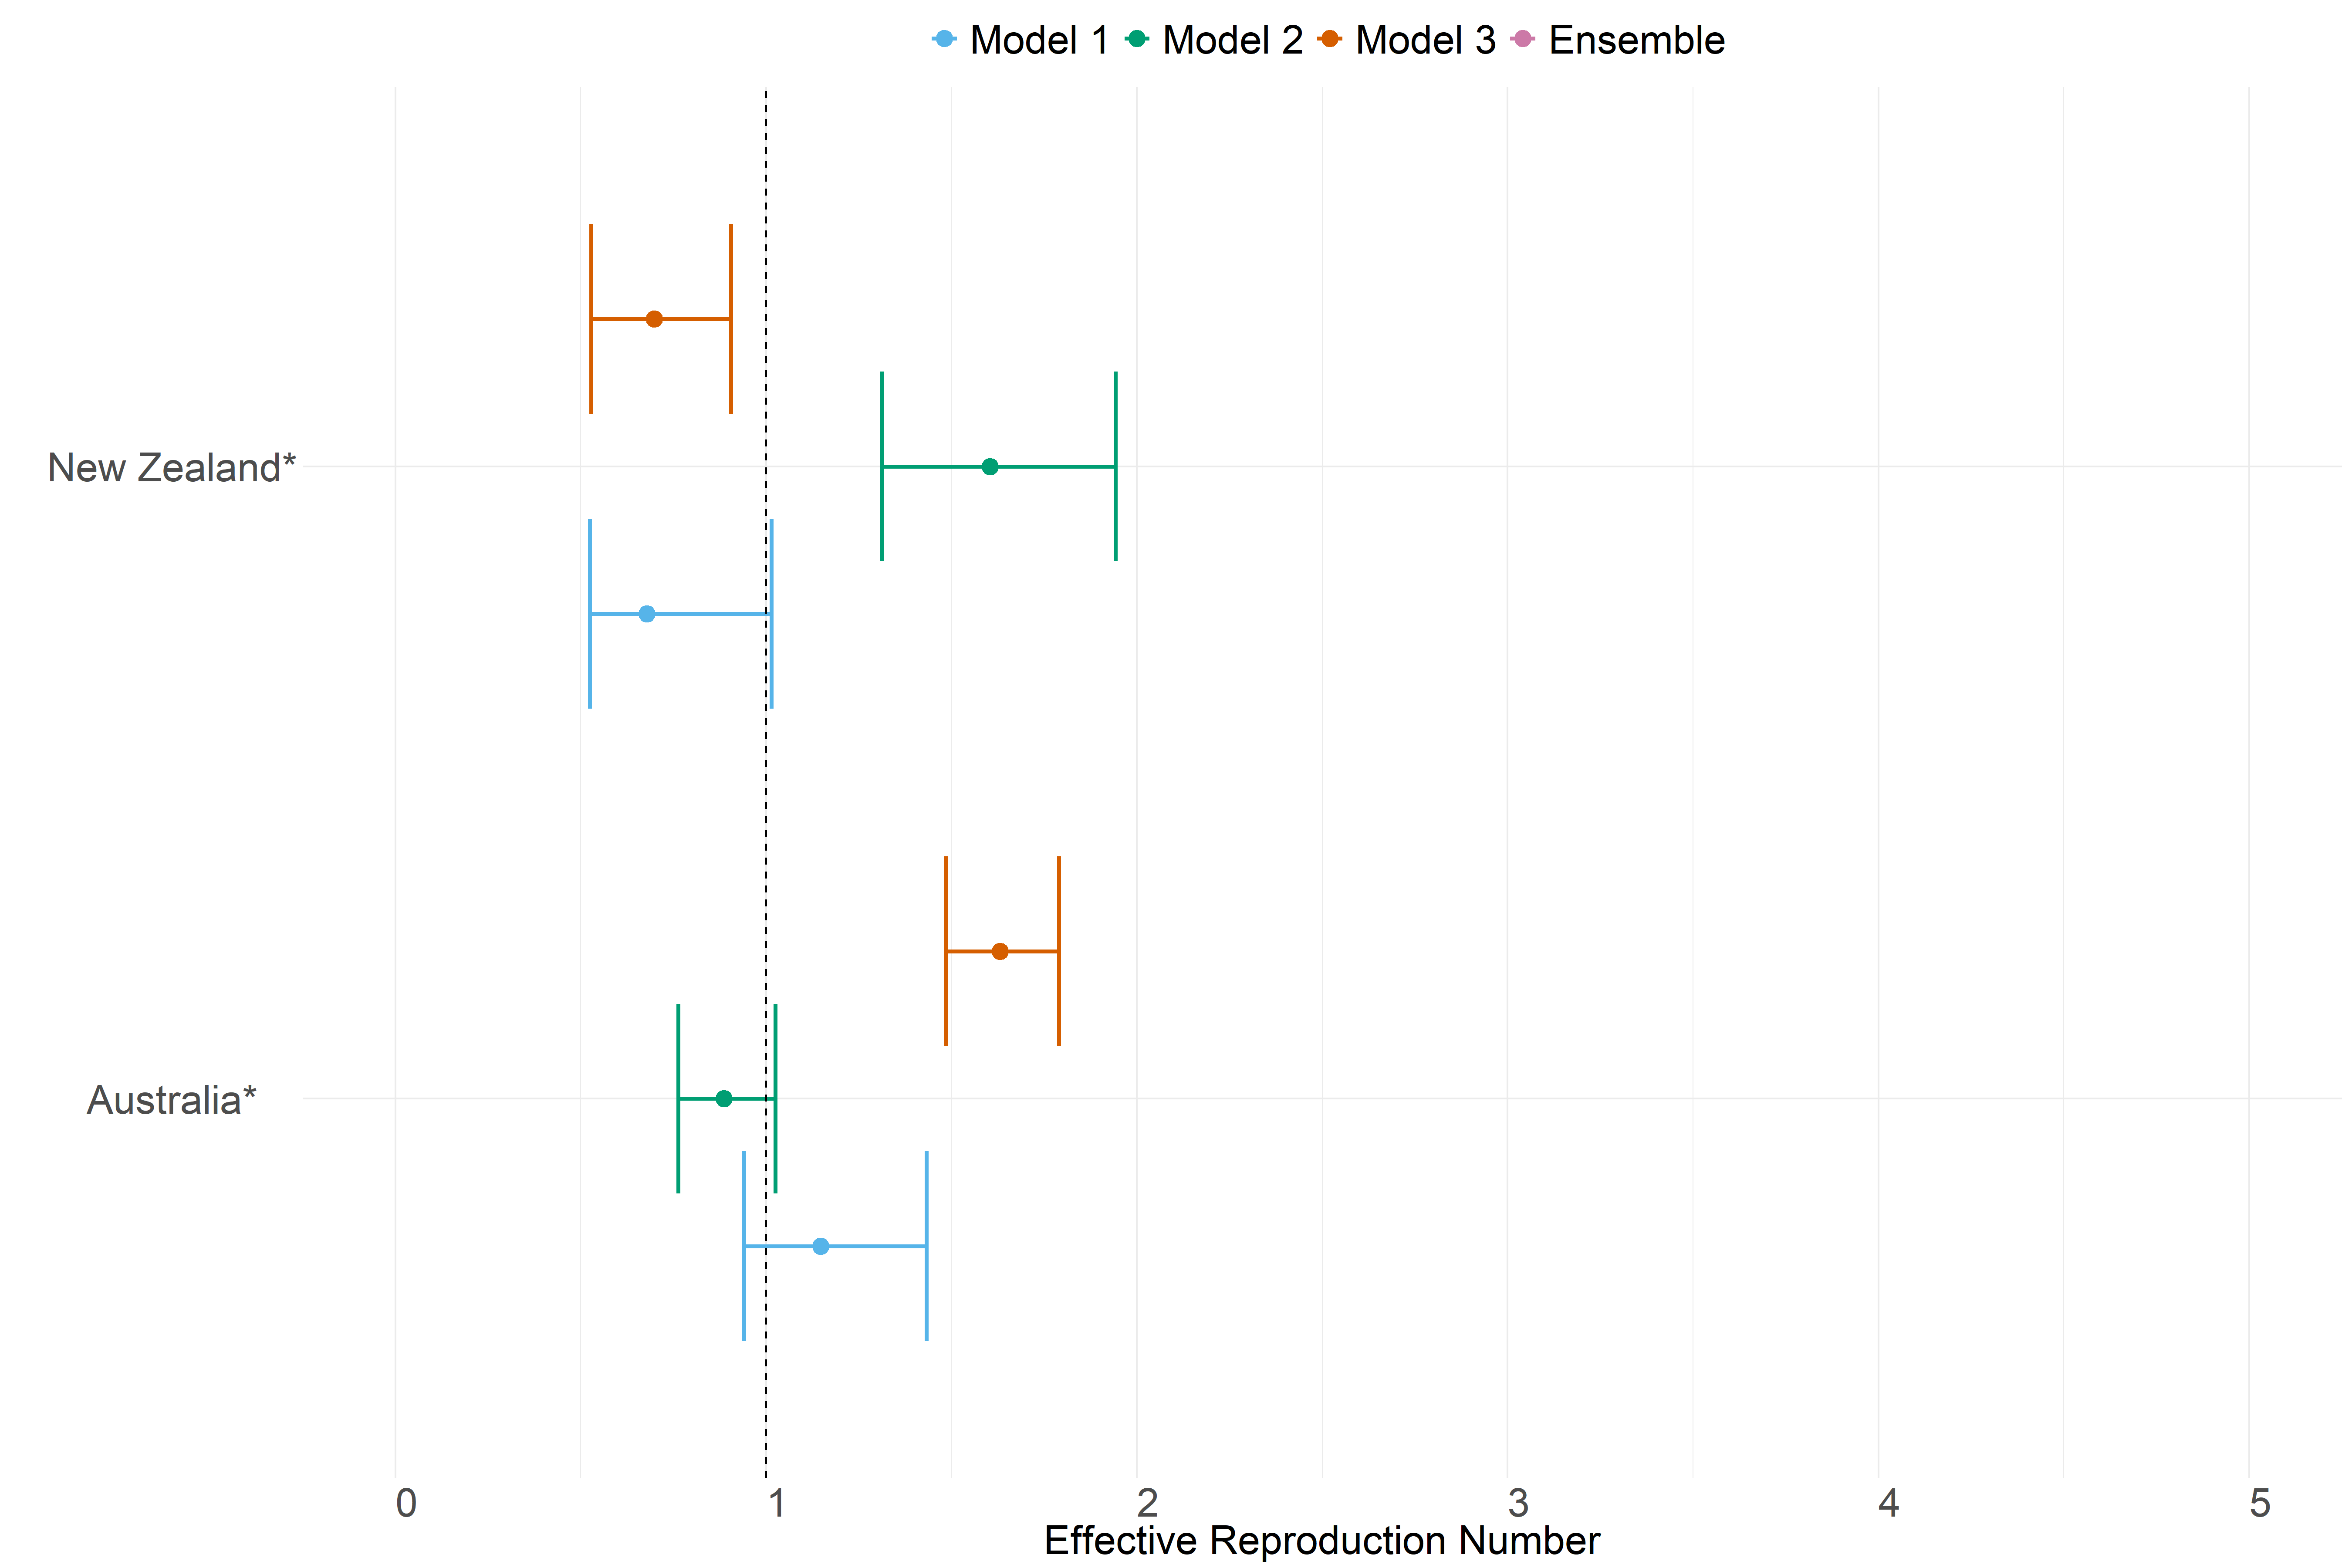 Model 1 Model 2 Model 3 Ensemble
New Zealand*
Australia*
0 1 2 3 4 5
Effective Reproduction Number